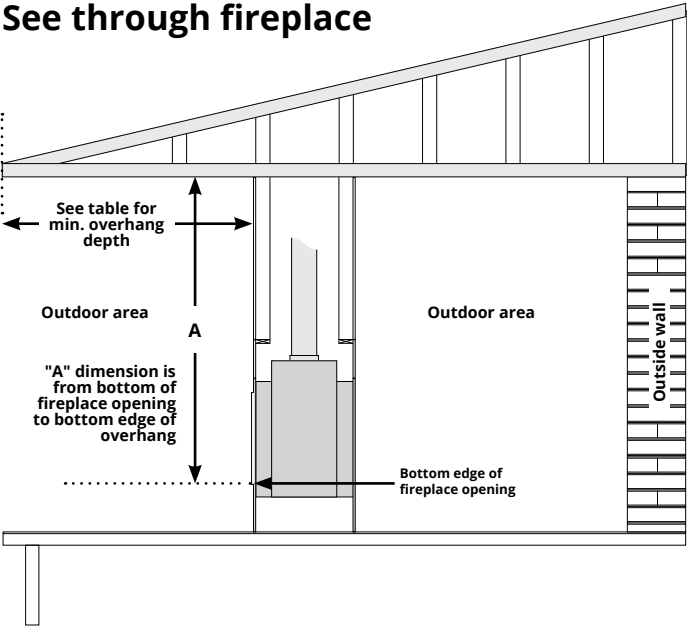 See through fireplace
See table for
min. overhang
depth
Outdoor area
Outdoor area
A
Outside wall
"A" dimension is
from bottom of
fireplace opening
to bottom edge of
overhang
Bottom edge of
fireplace opening